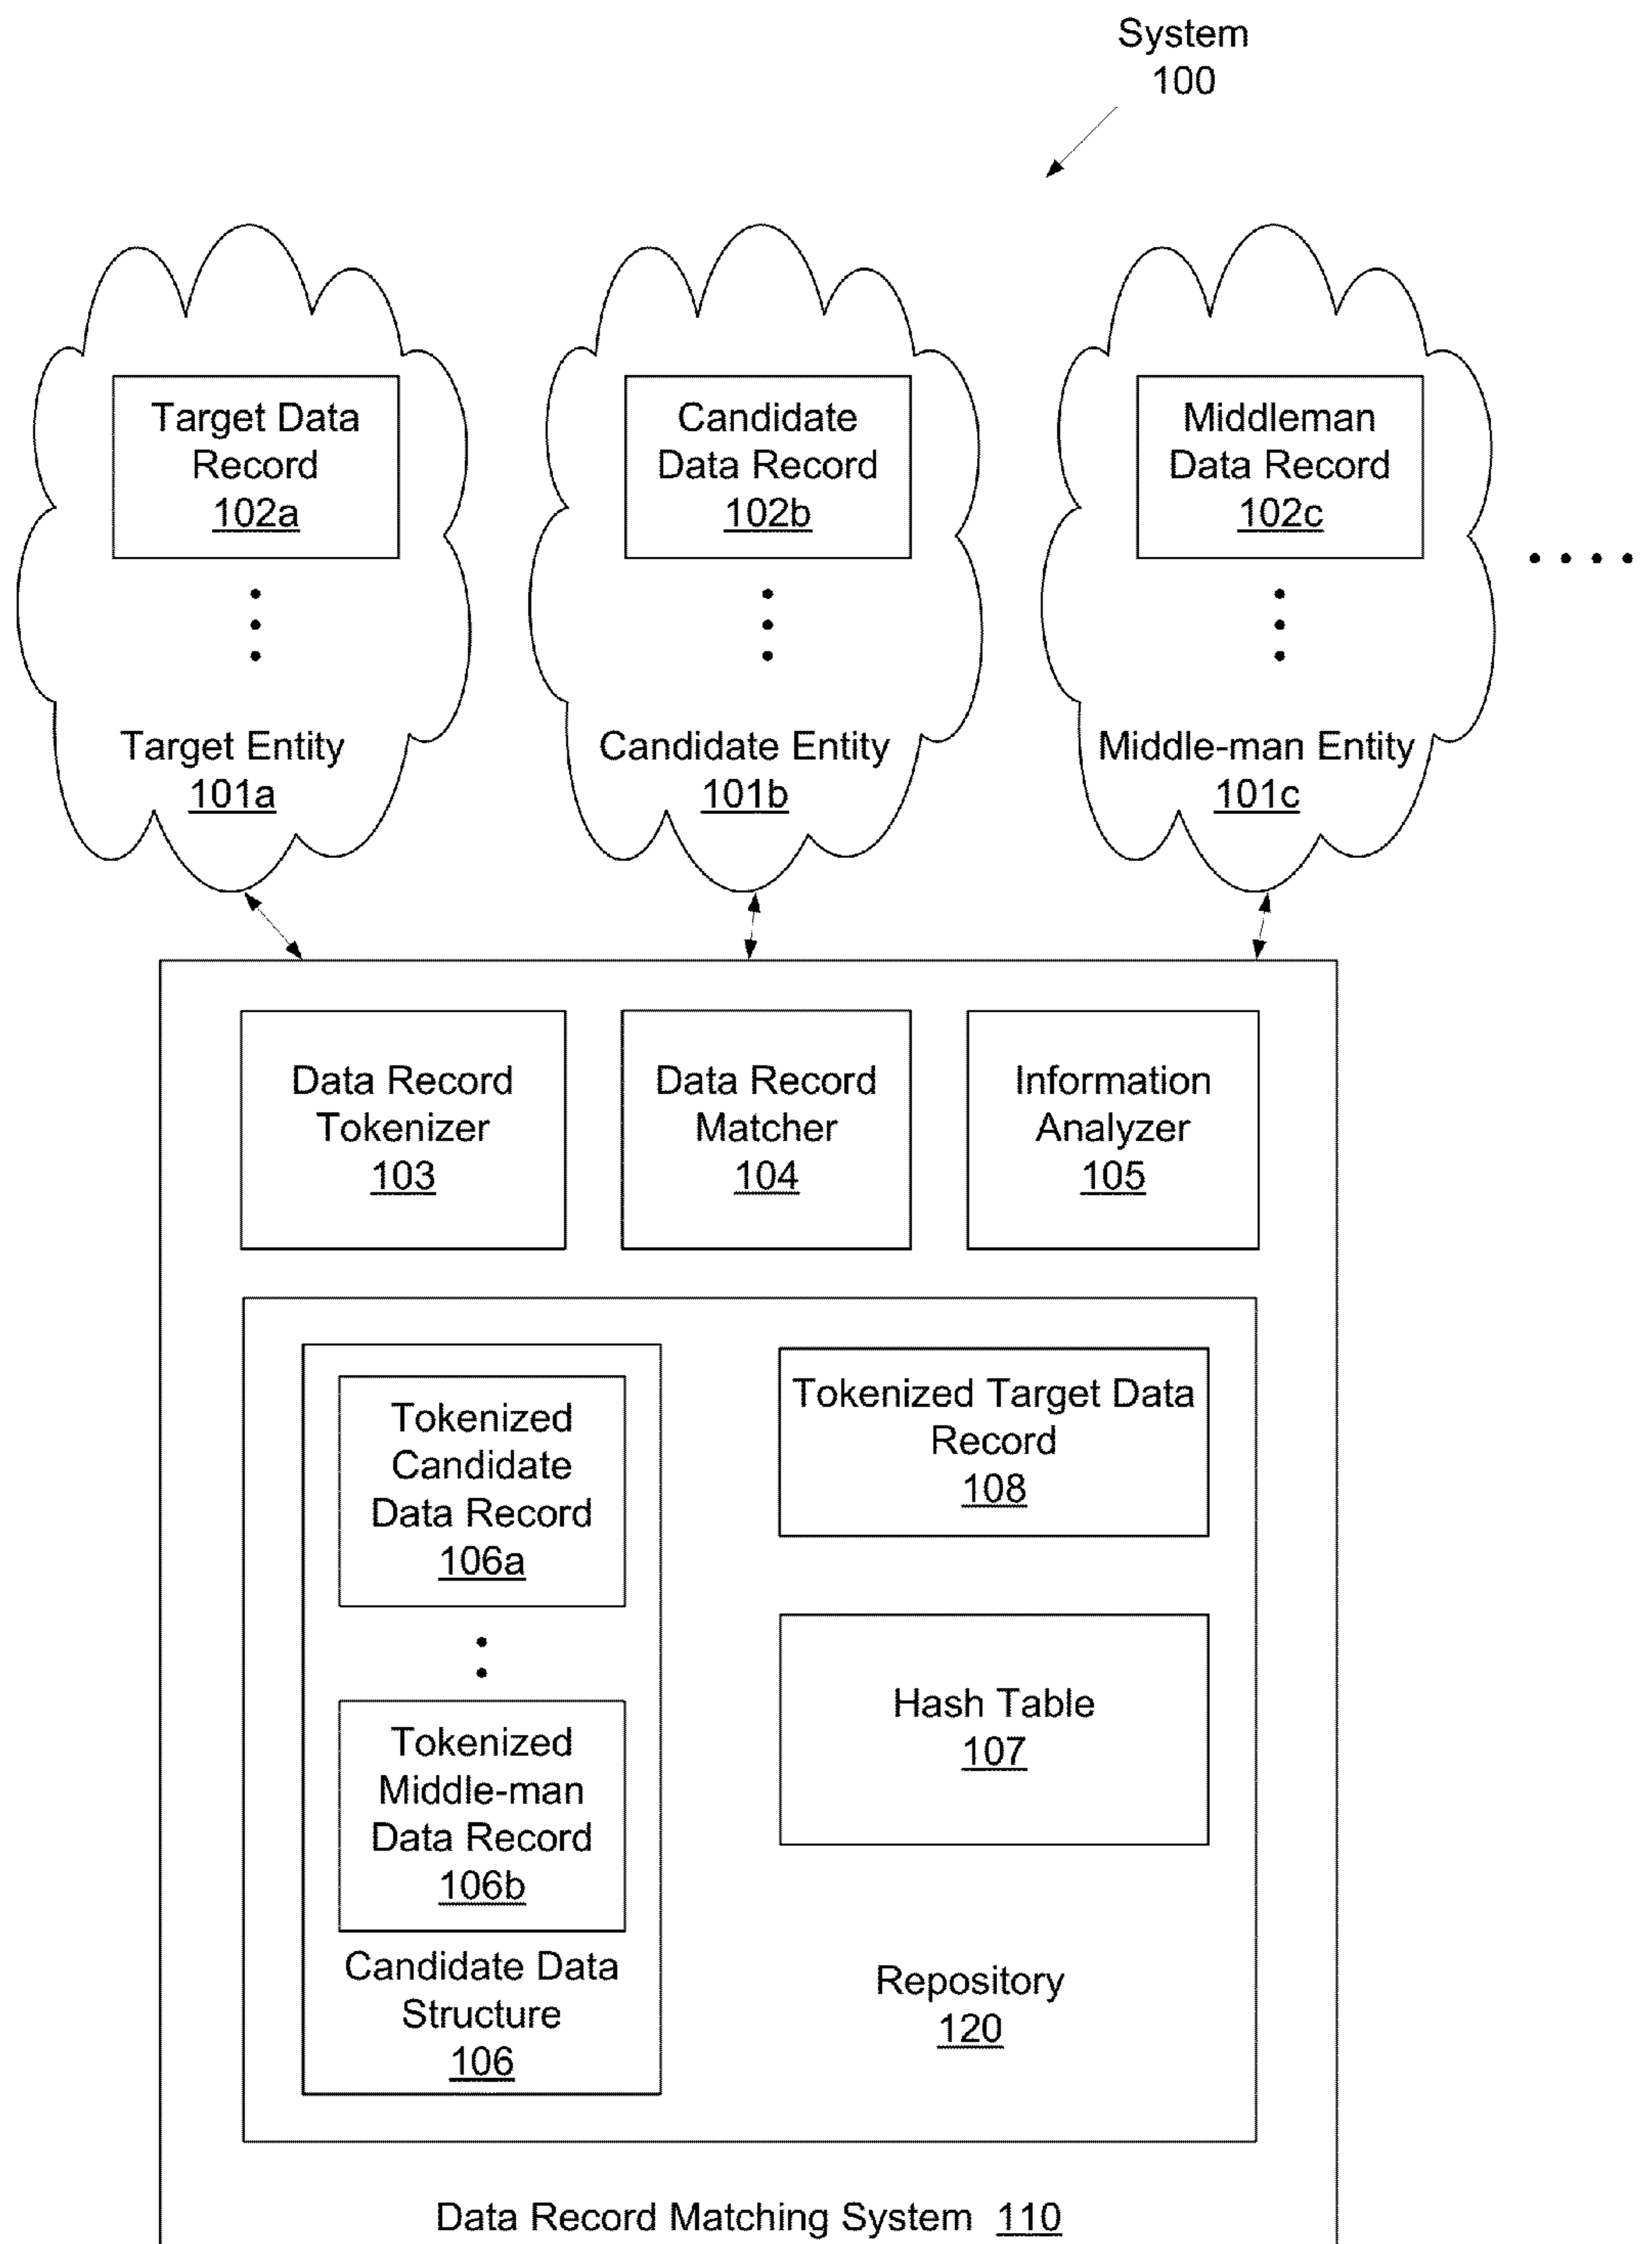 System
100
Target Data
Record
102a
Candidate
Data Record
102b
Middleman
Data Record
102c
Target Entity
101a
Candidate Entity
101b
Middle-man Entity
101c
Data Record
Tokenizer
103
Data Record
Matcher
104
Information
Analyzer
105
Tokenized
Candidate
Data Record
106a
Tokenized
Middle-man
Data Record
106b
Candidate Data
Structure
106
Tokenized Target Data
Record
108
Hash Table
107
Repository
120
Data Record Matching System 110